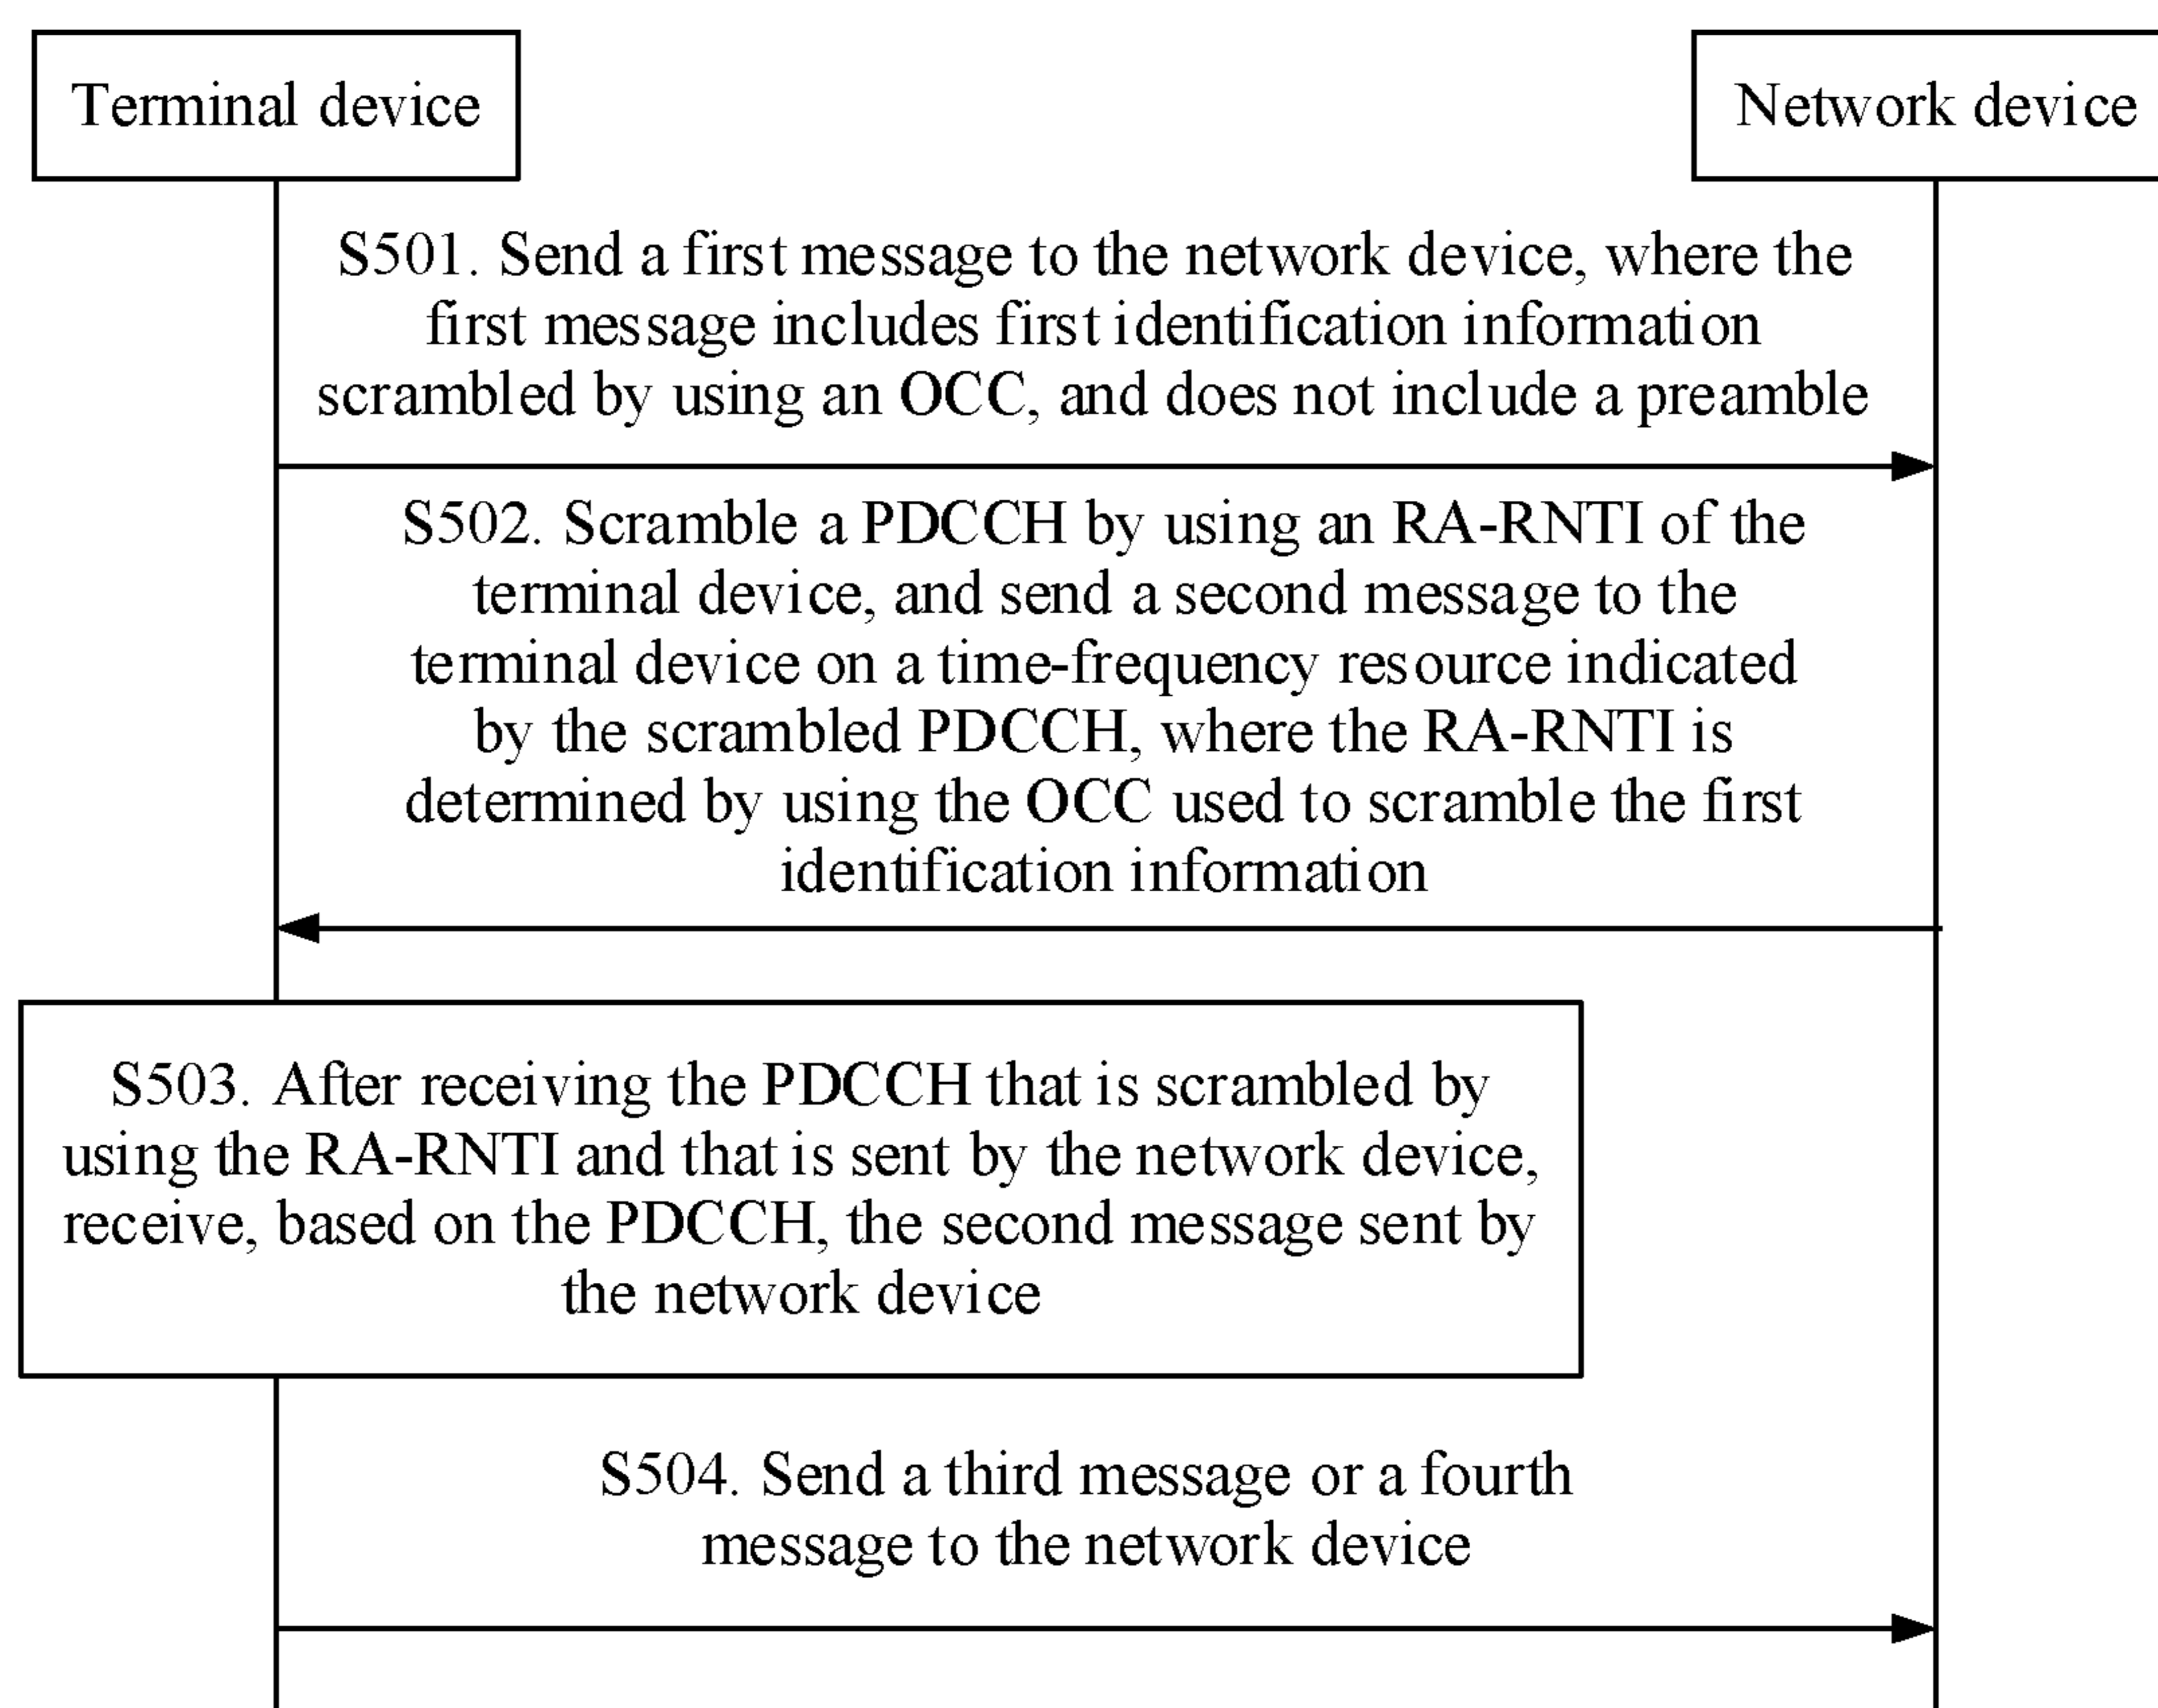 Terminal device
Network device
S501. Send a first message to the network device, where the
first message includes first identification information
scrambled by using an OCC, and does not include a preamble
S502. Scramble a PDCCH by using an RA-RNTI of the
terminal device, and send a second message to the
terminal device on a time-frequency resource indicated
by the scrambled PDCCH, where the RA-RNTI is
determined by using the OCC used to scramble the first
identification information
S503. After receiving the PDCCH that is scrambled by
using the RA-RNTI and that is sent by the network device,
receive, based on the PDCCH, the second message sent by
the network device
S504. Send a third message or a fourth
message to the network device